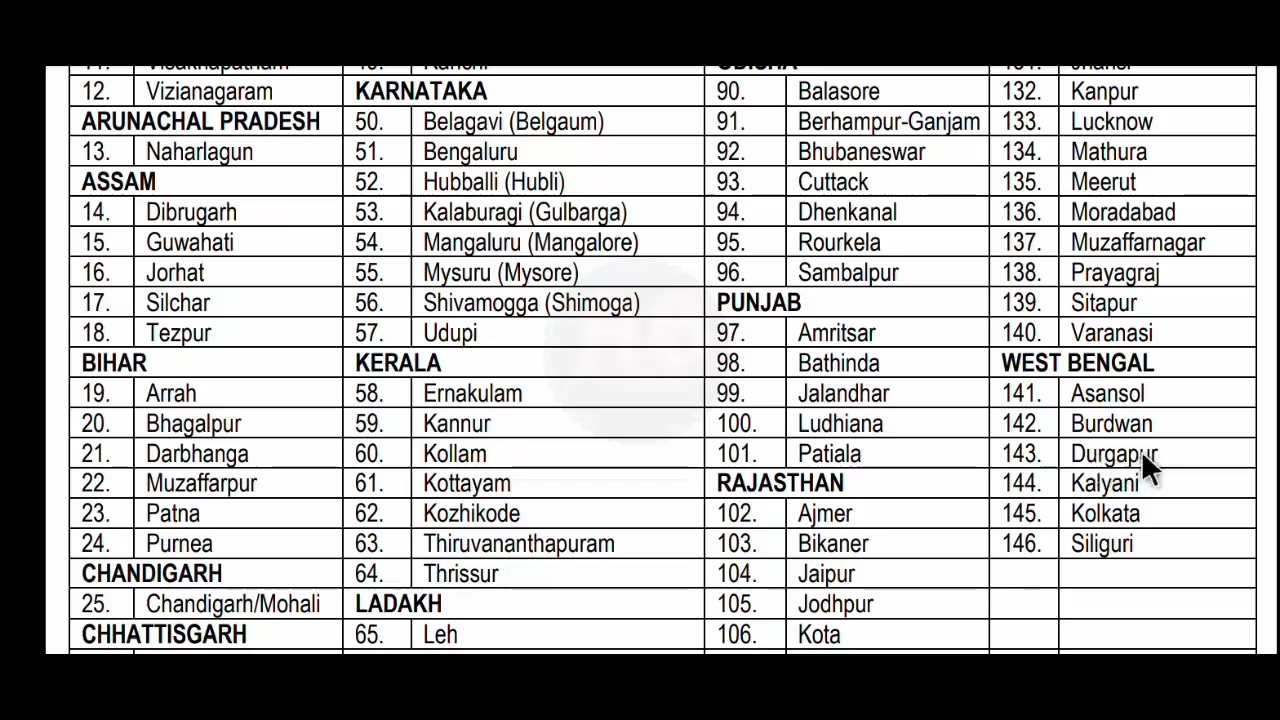 11. Visakhapatnam
12. Vizianagaram
ARUNACHAL PRADESH
13. Naharlagun
ASSAM
14. Dibrugarh
15. Guwahati
16. Jorhat
17. Silchar
18. Tezpur
BIHAR
19. Arrah
20. Bhagalpur
21. Darbhanga
22. Muzaffarpur
23. Patna
24. Purnea
CHANDIGARH
25. Chandigarh/Mohali
CHHATTISGARH
49. Ranchi
KARNATAKA
50. Belagavi (Belgaum)
51. Bengaluru
52. Hubballi (Hubli)
53. Kalaburagi (Gulbarga)
54. Mangaluru (Mangalore)
55. Mysuru (Mysore)
56. Shivamogga (Shimoga)
57. Udupi
KERALA
58. Ernakulam
59. Kannur
60. Kollam
61. Kottayam
62. Kozhikode
63. Thiruvananthapuram
64. Thrissur
LADAKH
65. Leh
ODISHA
90. Balasore
91. Berhampur-Ganjam
92. Bhubaneswar
93. Cuttack
94. Dhenkanal
95. Rourkela
96. Sambalpur
PUNJAB
97. Amritsar
98. Bathinda
99. Jalandhar
100. Ludhiana
101. Patiala
RAJASTHAN
102. Ajmer
103. Bikaner
104. Jaipur
105. Jodhpur
106. Kota
131. Jhansi
132. Kanpur
133. Lucknow
134. Mathura
135. Meerut
136. Moradabad
137. Muzaffarnagar
138. Prayagraj
139. Sitapur
140. Varanasi
WEST BENGAL
141. Asansol
142. Burdwan
143. Durgapur
144. Kalyani
145. Kolkata
146. Siliguri